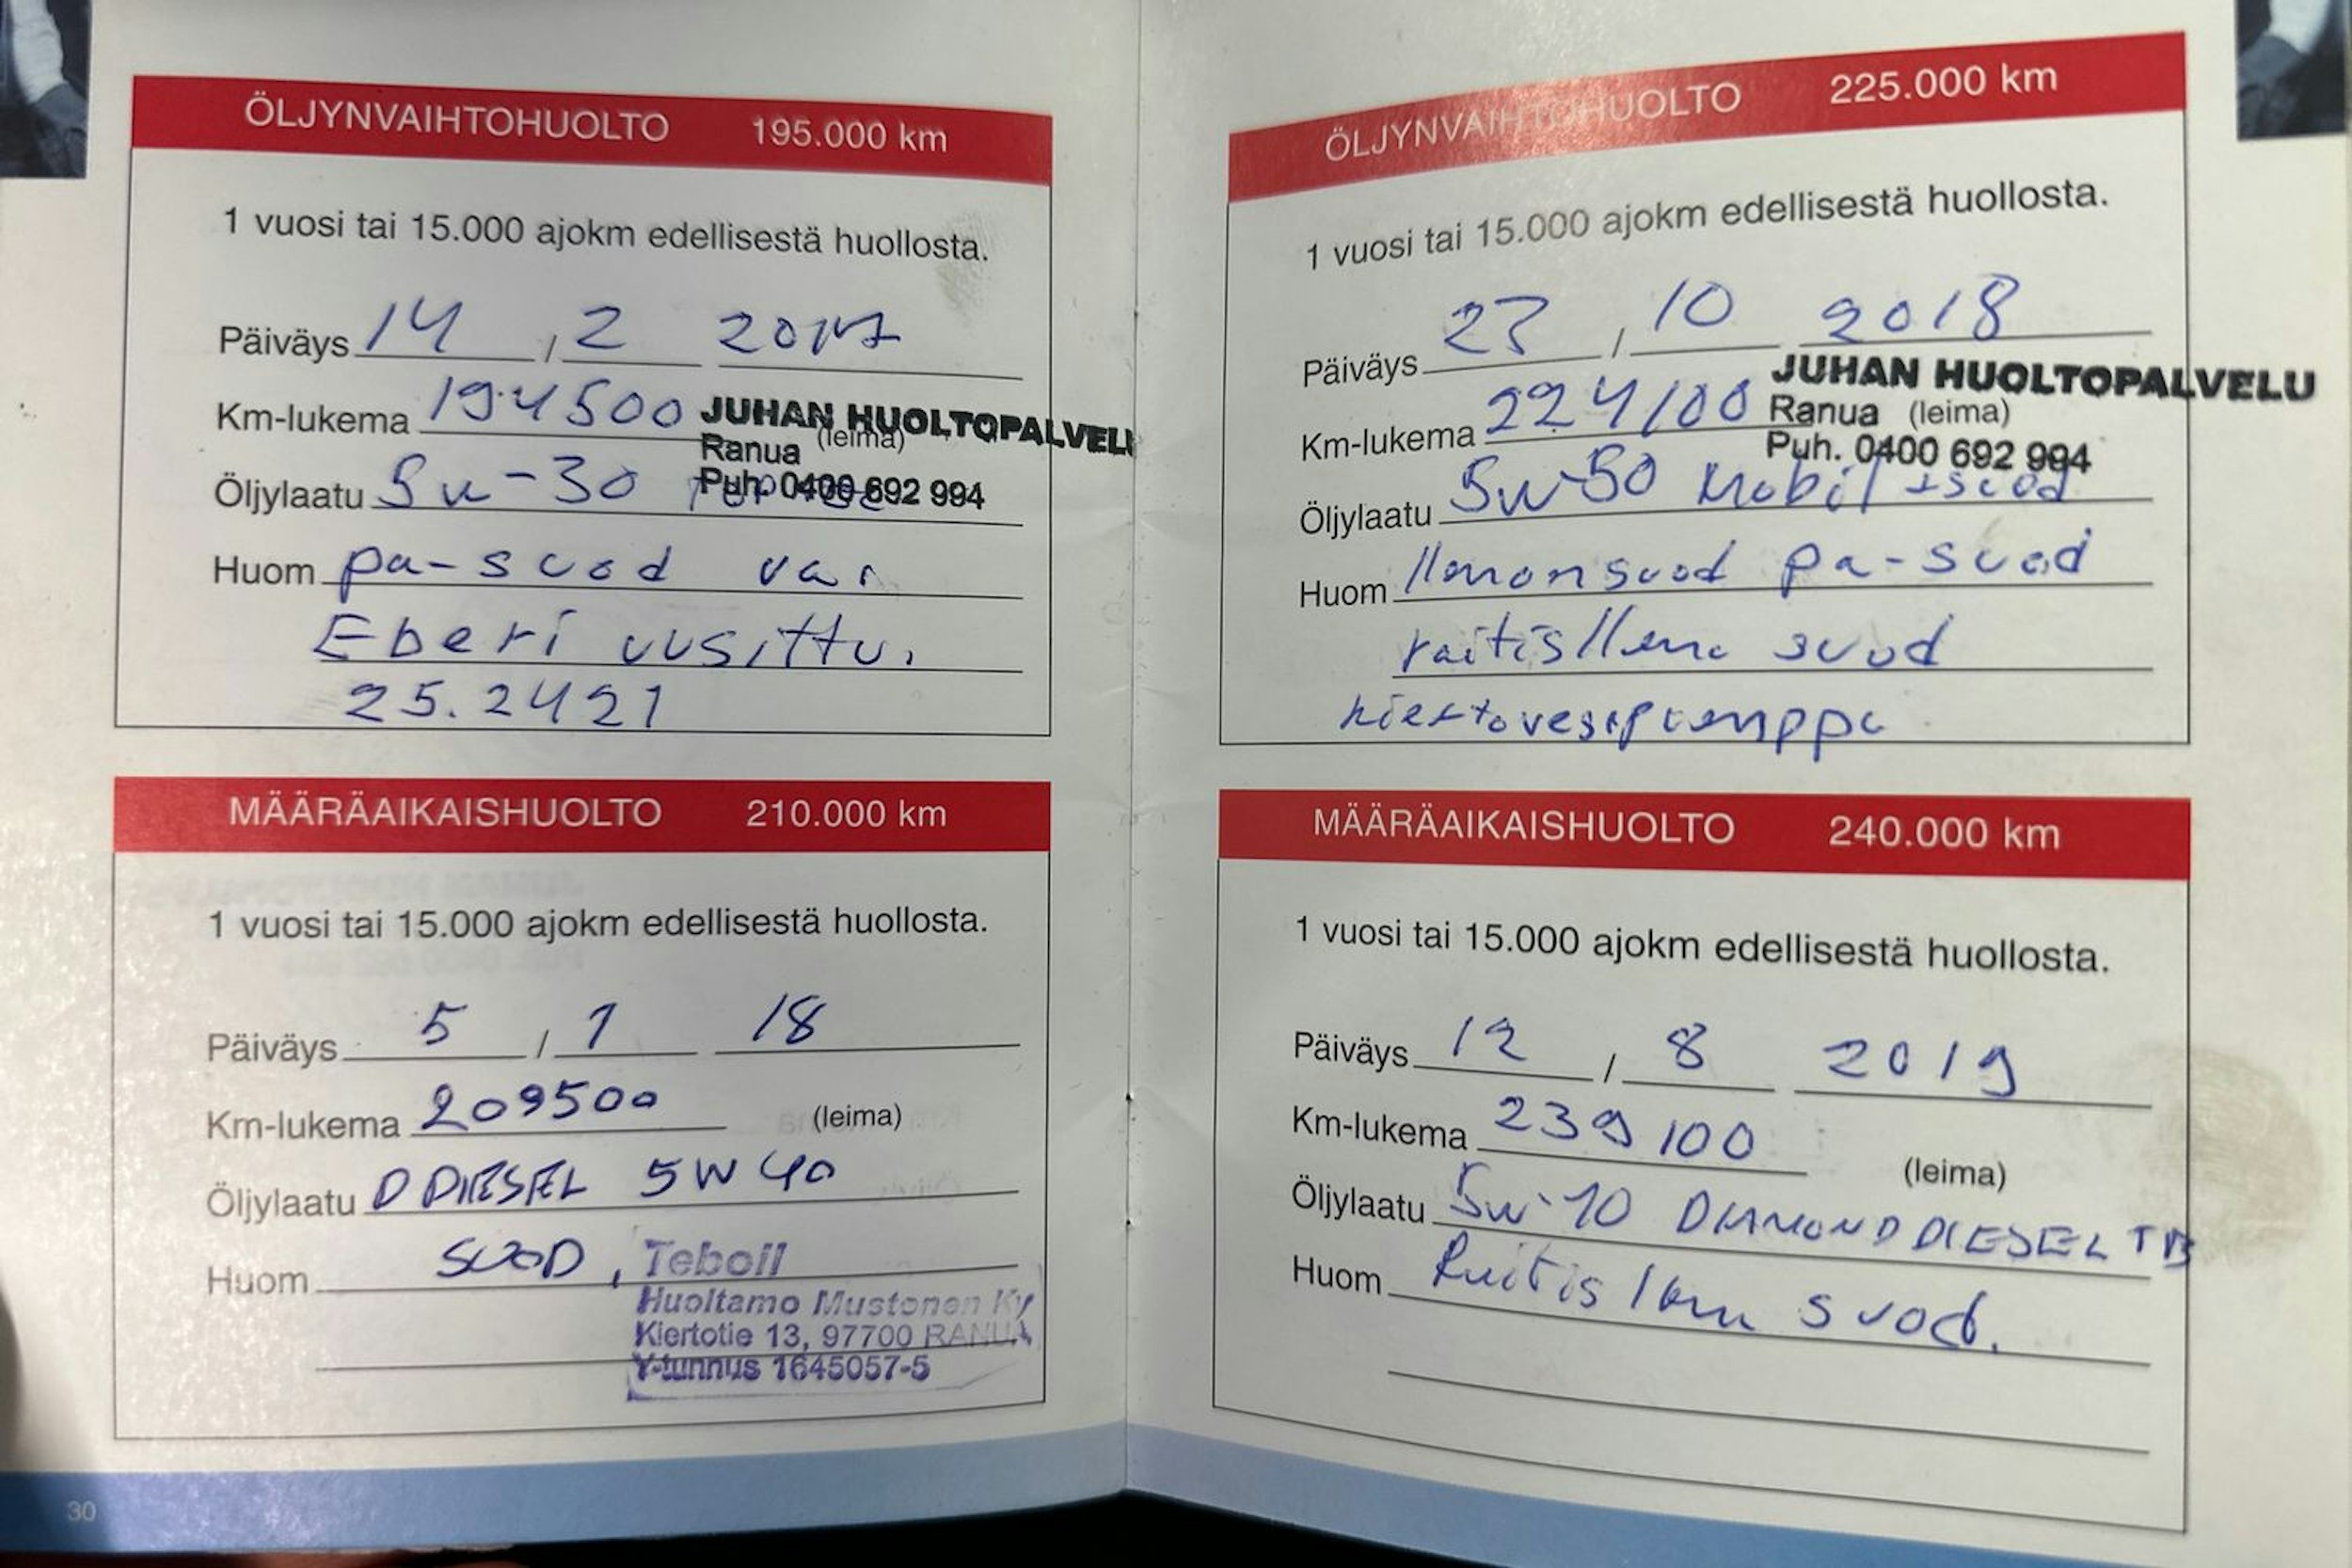 ÖLJYNVAIHTOHUOLTO 195.000 km
1 vuosi tai 15.000 ajokm edellisestä huollosta.
Päiväys 14 / 2 2017
Km-lukema 194500 (leima)
JUHAN HUOLTOPALVELU
Ranua
Puh. 0400 692 994
Öljylaatu 5w-30
Huom pa-suod vai
Eberi uusittu.
25.2421
MÄÄRÄAIKAISHUOLTO 210.000 km
1 vuosi tai 15.000 ajokm edellisestä huollosta.
Päiväys 5 / 1 18
Km-lukema 209500 (leima)
Öljylaatu D DIESEL 5W40
Huom SUOD,
Teboil
Huoltamo Mustonen Ky
Kiertotie 13, 97700 RANUA
Y-tunnus 1645057-5
30
ÖLJYNVAIHTOHUOLTO 225.000 km
1 vuosi tai 15.000 ajokm edellisestä huollosta.
Päiväys 23 / 10 2018
Km-lukema 224100 (leima)
JUHAN HUOLTOPALVELU
Ranua
Puh. 0400 692 994
Öljylaatu 5w-30 Mobil
Huom Ilmonsuod pa-suod
raitisilma suod
kiertovesipumppu
MÄÄRÄAIKAISHUOLTO 240.000 km
1 vuosi tai 15.000 ajokm edellisestä huollosta.
Päiväys 12 / 8 2019
Km-lukema 239100 (leima)
Öljylaatu 5w-40 DIAMOND DIESEL TB
Huom Raitisilma suod.